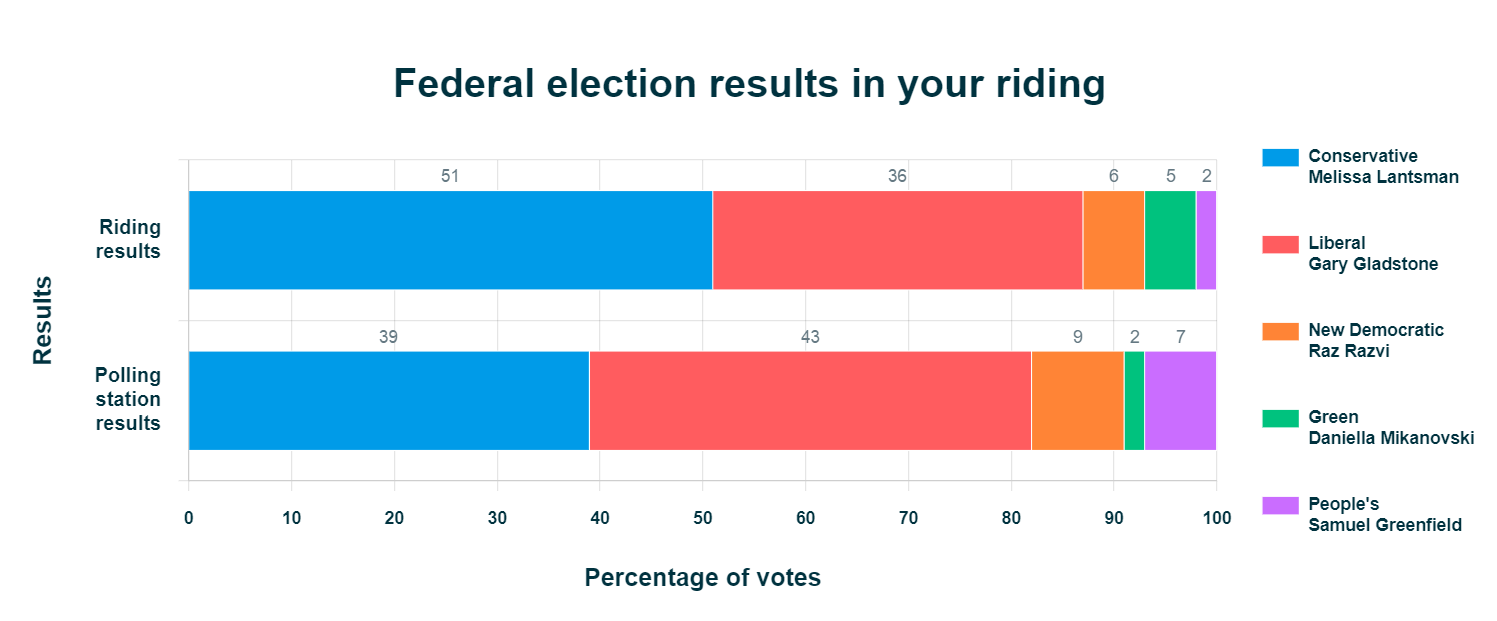 Federal election results in your riding
Results
Riding
results
51
36
6
5
2
Polling
station
results
39
43
9
2
7
0
10
20
30
40
50
60
70
80
90
100
Percentage of votes
Conservative
Melissa Lantsman
Liberal
Gary Gladstone
New Democratic
Raz Razvi
Green
Daniella Mikanovski
People's
Samuel Greenfield